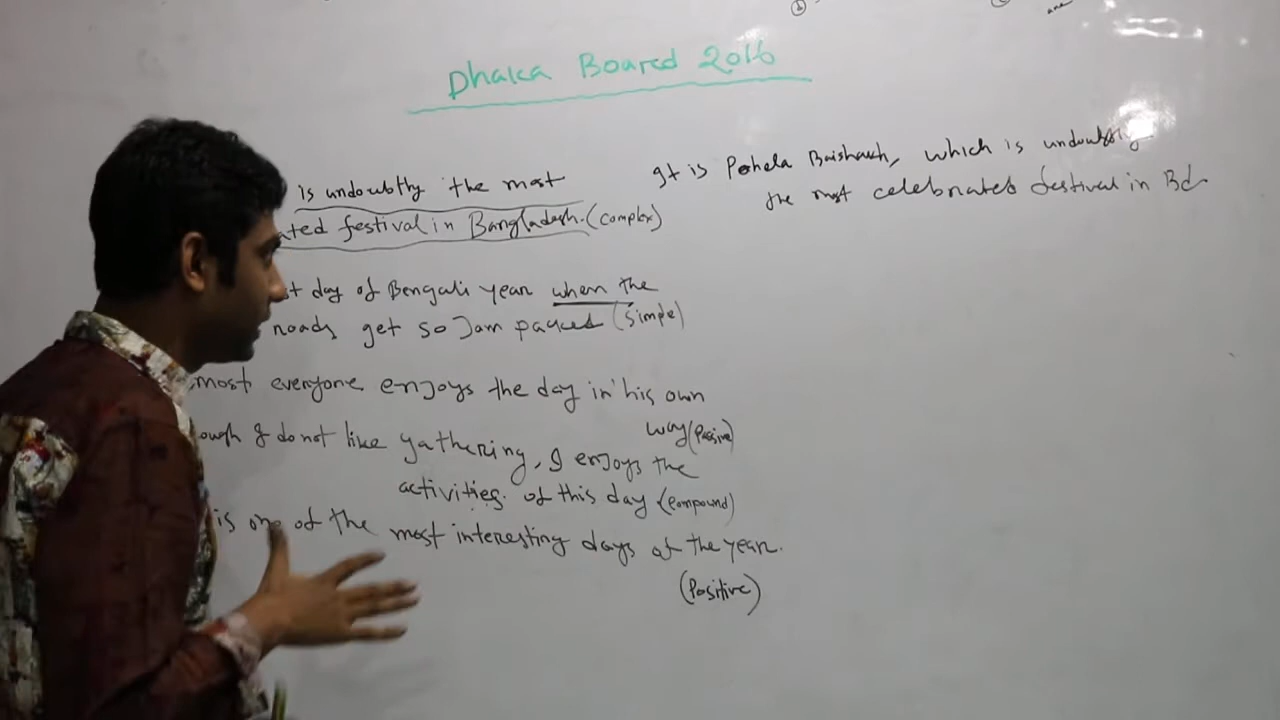 Dhaka Board 2016
is undoubtly the most
ated festival in Bangladesh. (complex)
It is Pohela Baishakh, which is undoubtly
the most celebrated festival in Bd
st day of Bengali year when the
roads get so Jam packed (simple)
most everyone enjoys the day in his own
way (Passive)
ough I do not like gathering, I enjoys the
activities of this day (compound)
is one of the most interesting days of the year.
(Positive)